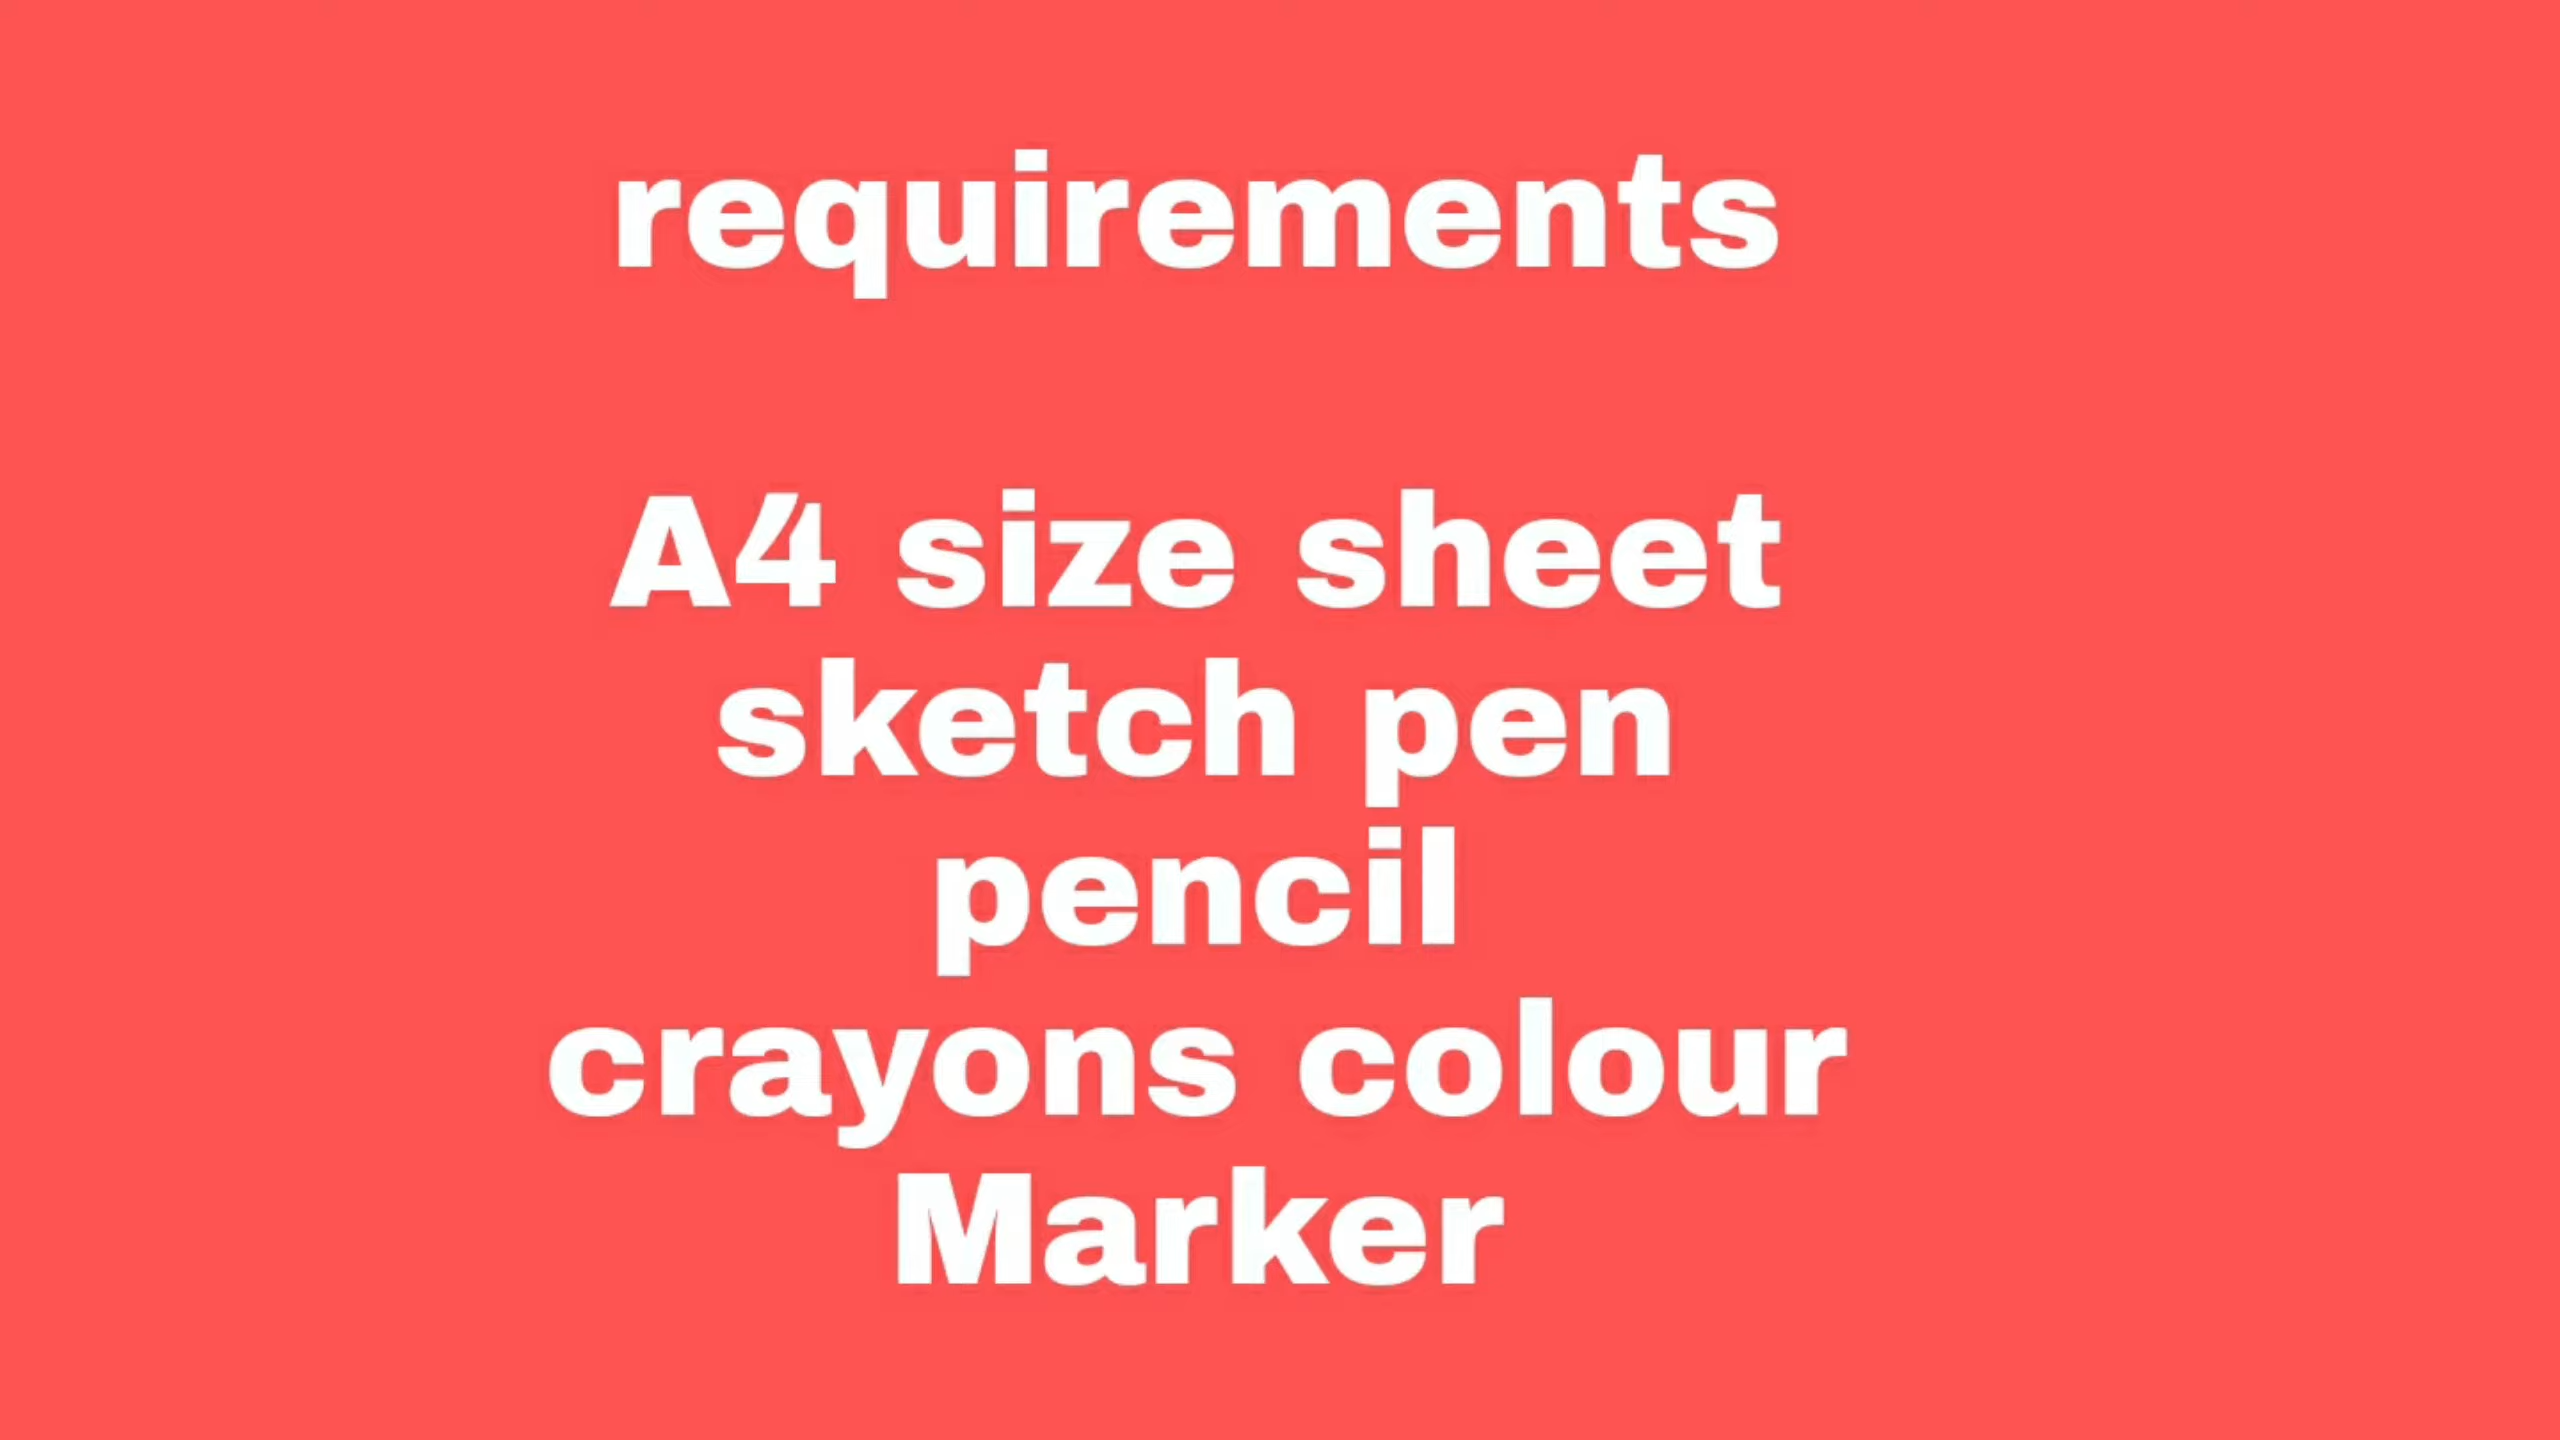 requirements
A4 size sheet
sketch pen
pencil
crayons colour
Marker